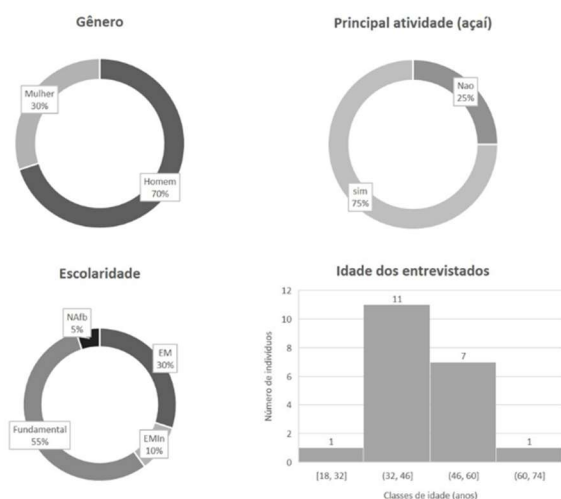 Gênero
Mulher
30%
Homem
70%
Principal atividade (açaí)
Nao
25%
sim
75%
Escolaridade
NAfb
5%
EM
30%
Fundamental
55%
EMIn
10%
Idade dos entrevistados
Número de indivíduos
12
10
8
6
4
2
0
1
11
7
1
[18, 32]
(32, 46]
(46, 60]
(60, 74]
Classes de idade (anos)